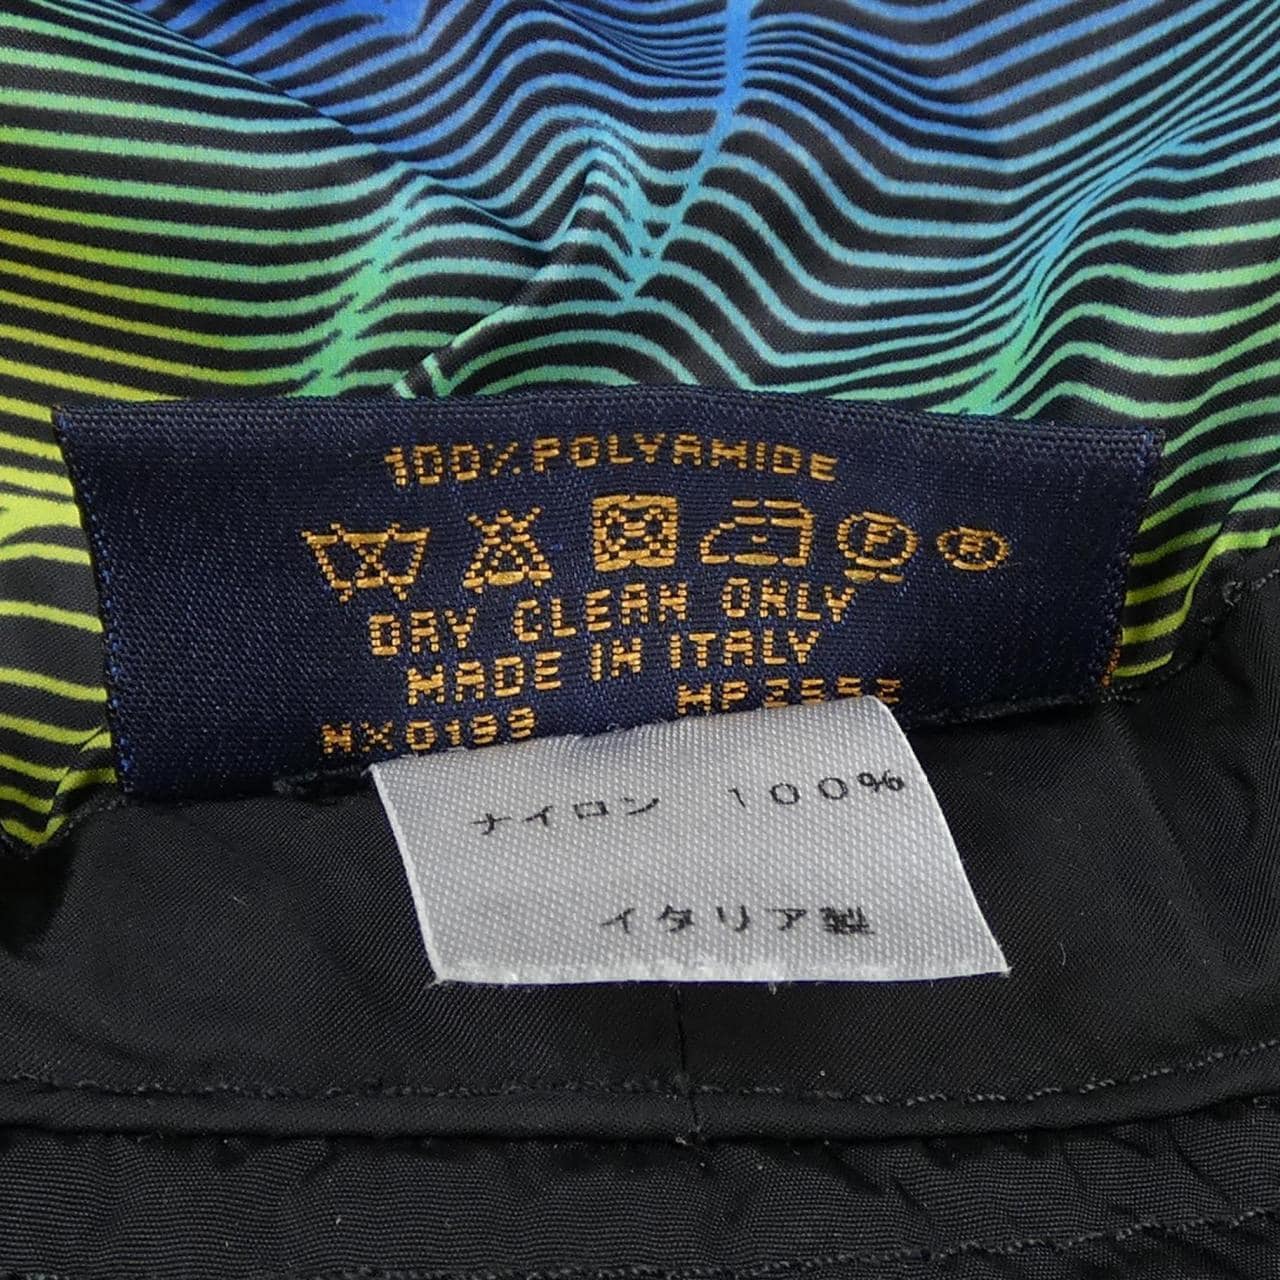 100% POLYAMIDE
P R
DRY CLEAN ONLY
MADE IN ITALY
NX0199
ナイロン 100%
イタリア製